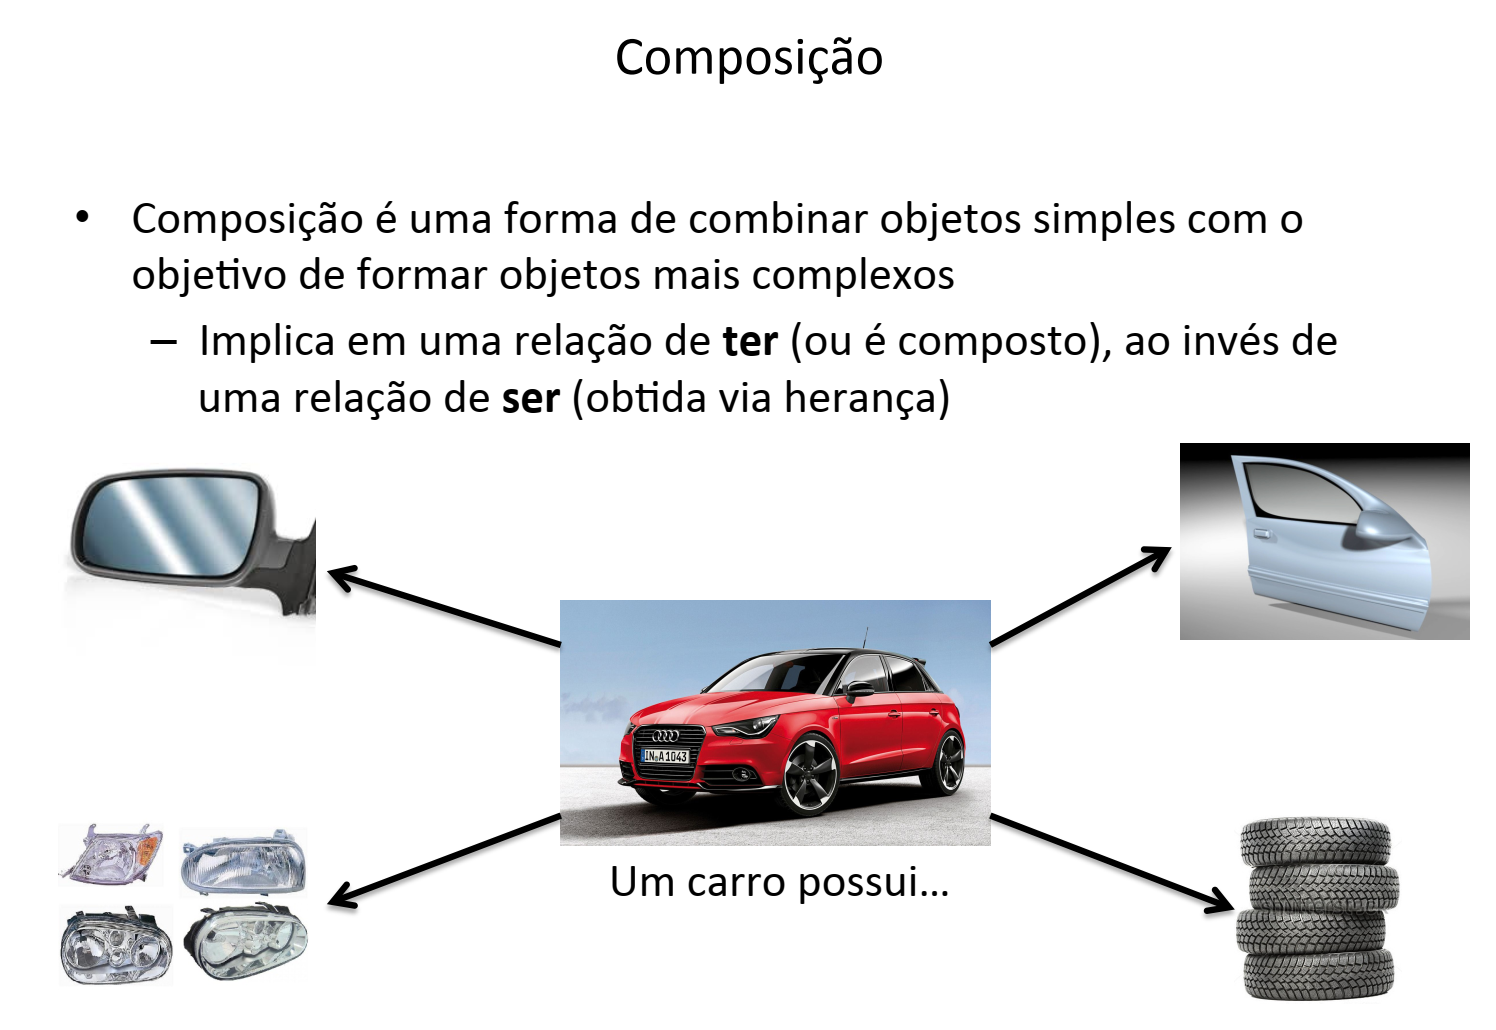 Composição
• Composição é uma forma de combinar objetos simples com o
objetivo de formar objetos mais complexos
– Implica em uma relação de ter (ou é composto), ao invés de
uma relação de ser (obtida via herança)
IN A 1043
Um carro possui...